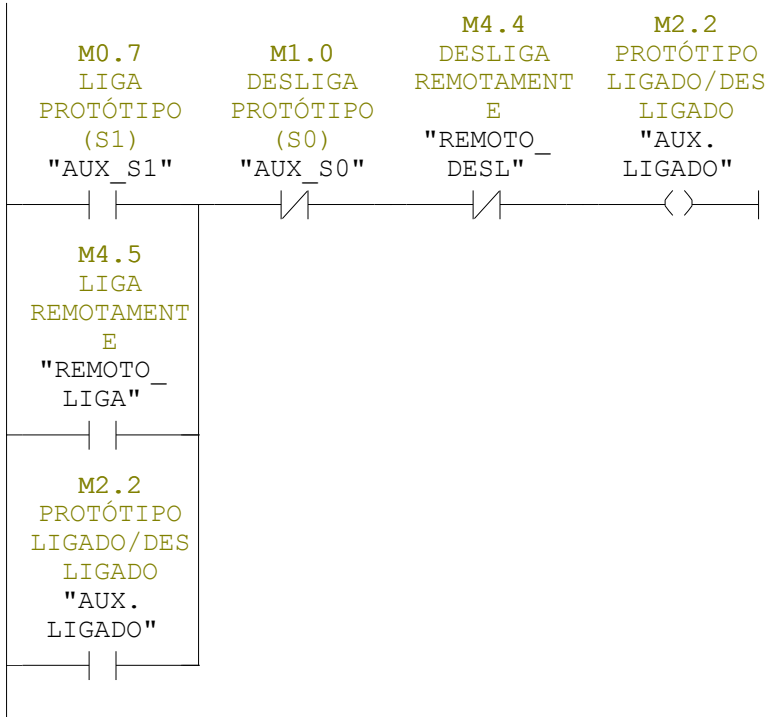 M0.7
LIGA
PROTÓTIPO
(S1)
"AUX_S1"
M1.0
DESLIGA
PROTÓTIPO
(S0)
"AUX_S0"
M4.4
DESLIGA
REMOTAMENT
E
"REMOTO_
DESL"
M2.2
PROTÓTIPO
LIGADO/DES
LIGADO
"AUX.
LIGADO"
M4.5
LIGA
REMOTAMENT
E
"REMOTO_
LIGA"
M2.2
PROTÓTIPO
LIGADO/DES
LIGADO
"AUX.
LIGADO"